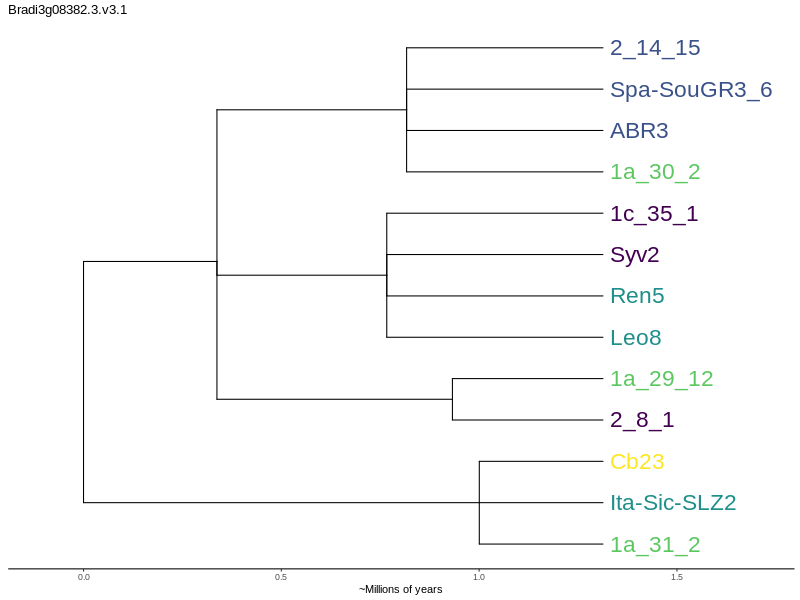 Bradi3g08382.3.v3.1
2_14_15
Spa-SouGR3_6
ABR3
1a_30_2
1c_35_1
Syv2
Ren5
Leo8
1a_29_12
2_8_1
Cb23
Ita-Sic-SLZ2
1a_31_2
0.0 0.5 1.0 1.5
~Millions of years